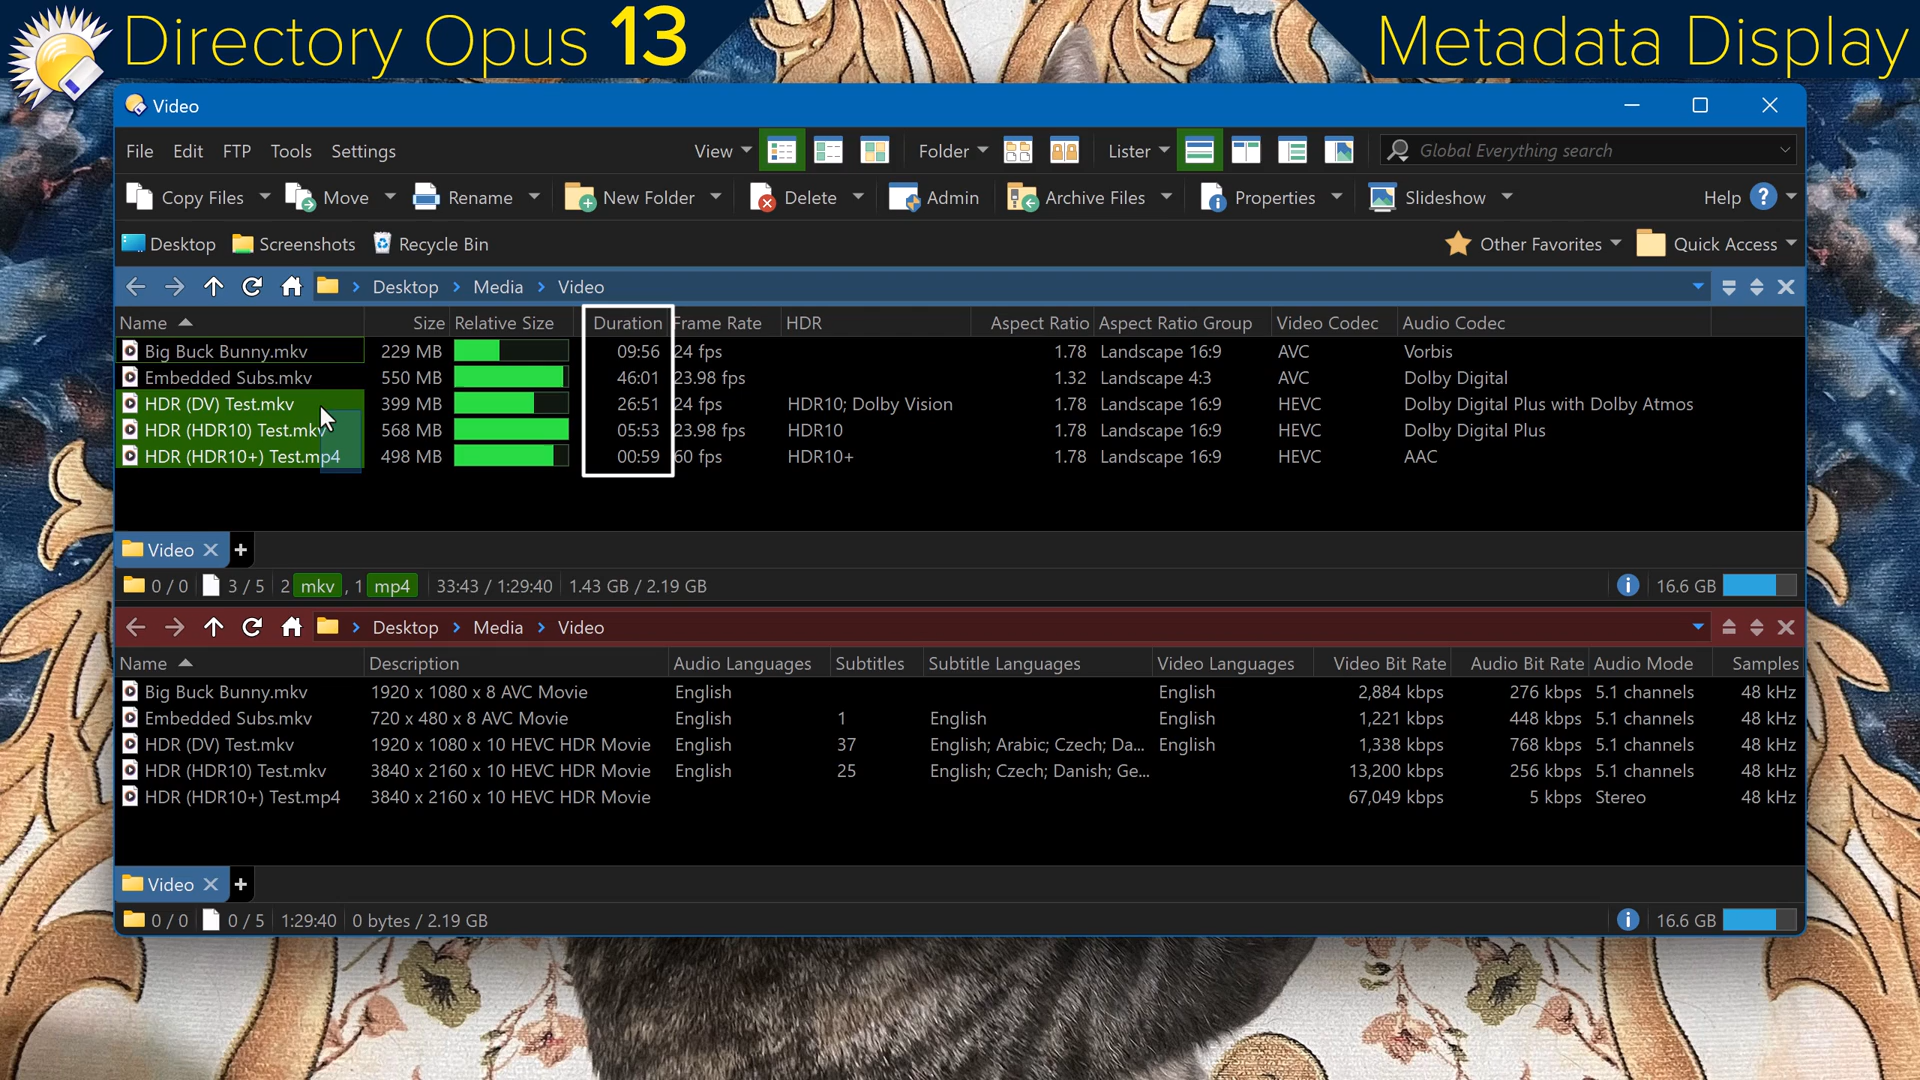 Directory Opus 13
Metadata Display
Video
File Edit FTP Tools Settings View Folder Lister Global Everything search
Copy Files Move Rename New Folder Delete Admin Archive Files Properties Slideshow Help ?
Desktop Screenshots Recycle Bin Other Favorites Quick Access
Desktop › Media › Video
Name Size Relative Size Duration Frame Rate HDR Aspect Ratio Aspect Ratio Group Video Codec Audio Codec
Big Buck Bunny.mkv 229 MB 09:56 24 fps 1.78 Landscape 16:9 AVC Vorbis
Embedded Subs.mkv 550 MB 46:01 23.98 fps 1.32 Landscape 4:3 AVC Dolby Digital
HDR (DV) Test.mkv 399 MB 26:51 24 fps HDR10; Dolby Vision 1.78 Landscape 16:9 HEVC Dolby Digital Plus with Dolby Atmos
HDR (HDR10) Test.mkv 568 MB 05:53 23.98 fps HDR10 1.78 Landscape 16:9 HEVC Dolby Digital Plus
HDR (HDR10+) Test.mp4 498 MB 00:59 60 fps HDR10+ 1.78 Landscape 16:9 HEVC AAC
Video
0 / 0 3 / 5 2 mkv , 1 mp4 33:43 / 1:29:40 1.43 GB / 2.19 GB 16.6 GB
Desktop › Media › Video
Name Description Audio Languages Subtitles Subtitle Languages Video Languages Video Bit Rate Audio Bit Rate Audio Mode Samples
Big Buck Bunny.mkv 1920 x 1080 x 8 AVC Movie English English 2,884 kbps 276 kbps 5.1 channels 48 kHz
Embedded Subs.mkv 720 x 480 x 8 AVC Movie English 1 English English 1,221 kbps 448 kbps 5.1 channels 48 kHz
HDR (DV) Test.mkv 1920 x 1080 x 10 HEVC HDR Movie English 37 English; Arabic; Czech; Da... English 1,338 kbps 768 kbps 5.1 channels 48 kHz
HDR (HDR10) Test.mkv 3840 x 2160 x 10 HEVC HDR Movie English 25 English; Czech; Danish; Ge... 13,200 kbps 256 kbps 5.1 channels 48 kHz
HDR (HDR10+) Test.mp4 3840 x 2160 x 10 HEVC HDR Movie 67,049 kbps 5 kbps Stereo 48 kHz
Video
0 / 0 0 / 5 1:29:40 0 bytes / 2.19 GB 16.6 GB